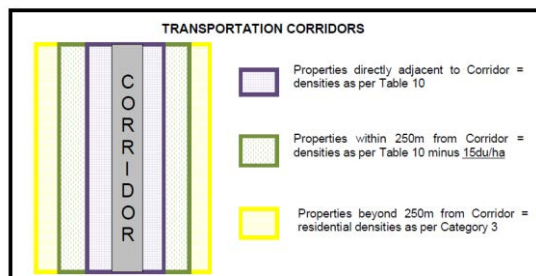 TRANSPORTATION CORRIDORS
CORRIDOR
Properties directly adjacent to Corridor =
densities as per Table 10
Properties within 250m from Corridor =
densities as per Table 10 minus 15du/ha
Properties beyond 250m from Corridor =
residential densities as per Category 3